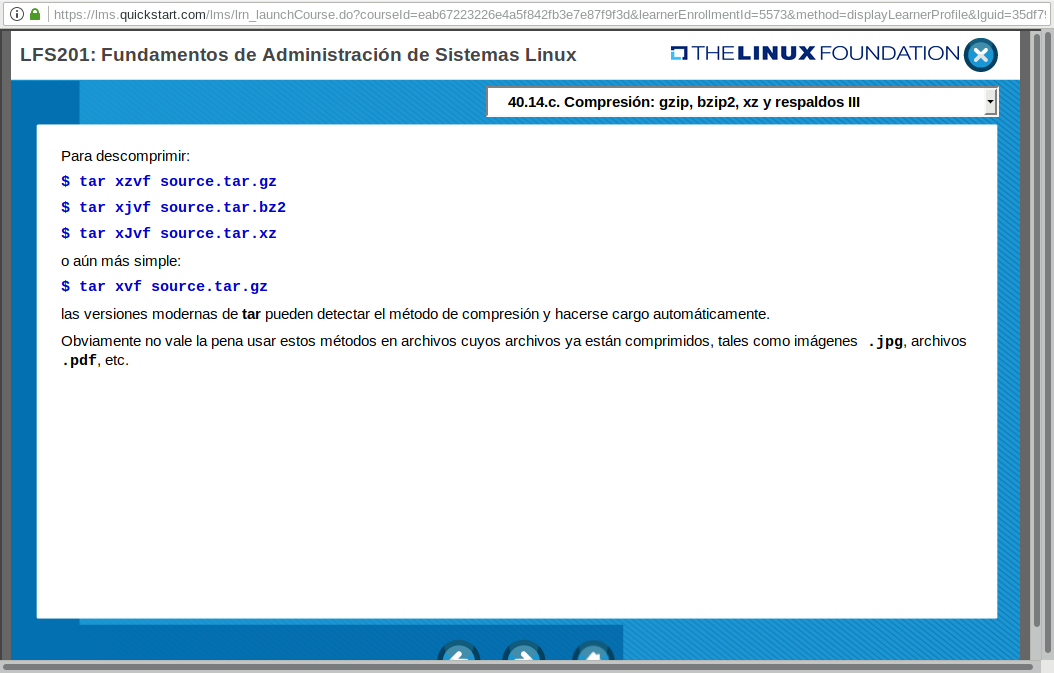 https://lms.quickstart.com/lms/lrn_launchCourse.do?courseId=eab67223226e4a5f842fb3e7e87f9f3d&learnerEnrollmentId=5573&method=displayLearnerProfile&lguid=35df79
LFS201: Fundamentos de Administración de Sistemas Linux
THE LINUX FOUNDATION
40.14.c. Compresión: gzip, bzip2, xz y respaldos III
Para descomprimir:
$ tar xzvf source.tar.gz
$ tar xjvf source.tar.bz2
$ tar xJvf source.tar.xz
o aún más simple:
$ tar xvf source.tar.gz
las versiones modernas de tar pueden detectar el método de compresión y hacerse cargo automáticamente.
Obviamente no vale la pena usar estos métodos en archivos cuyos archivos ya están comprimidos, tales como imágenes .jpg, archivos
.pdf, etc.